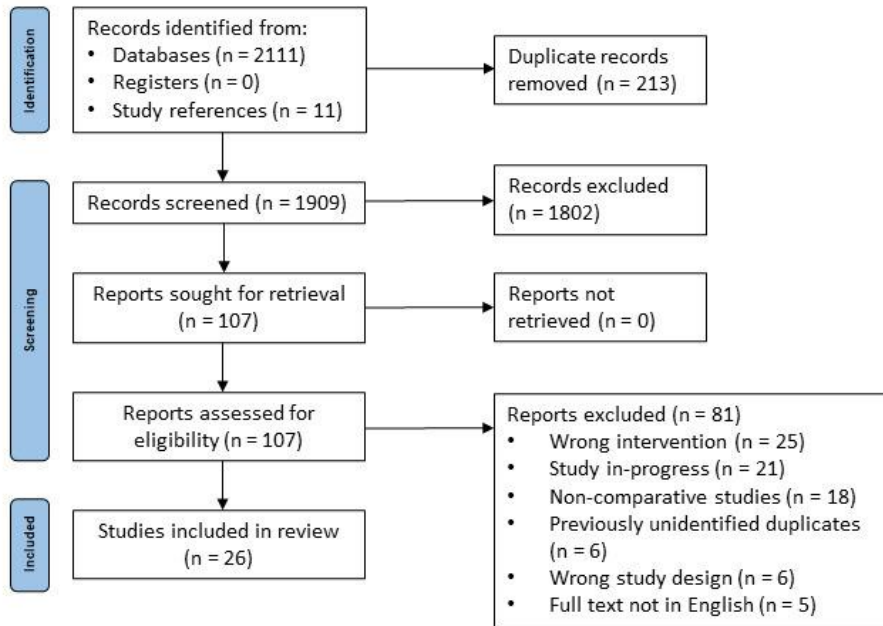 Identification
Records identified from:
• Databases (n = 2111)
• Registers (n = 0)
• Study references (n = 11)
Duplicate records
removed (n = 213)
Screening
Records screened (n = 1909)
Records excluded
(n = 1802)
Reports sought for retrieval
(n = 107)
Reports not
retrieved (n = 0)
Reports assessed for
eligibility (n = 107)
Reports excluded (n = 81)
• Wrong intervention (n = 25)
• Study in-progress (n = 21)
• Non-comparative studies (n = 18)
• Previously unidentified duplicates
(n = 6)
• Wrong study design (n = 6)
• Full text not in English (n = 5)
Included
Studies included in review
(n = 26)